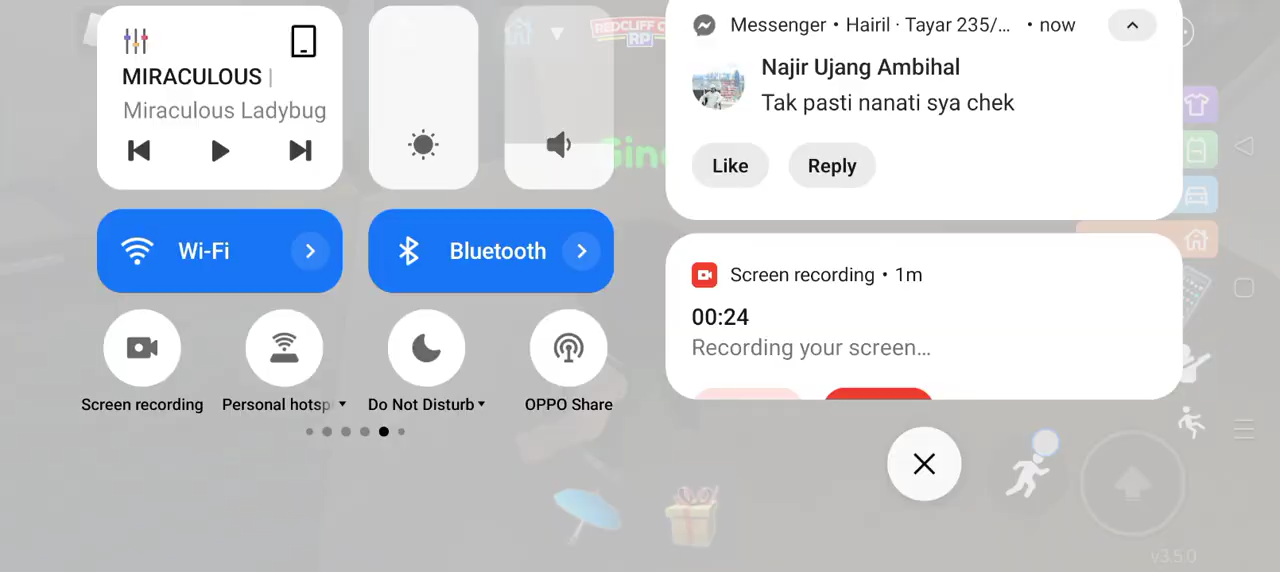 MIRACULOUS |
Miraculous Ladybug
Wi-Fi
Bluetooth
Screen recording
Personal hotsp
Do Not Disturb
OPPO Share
REDCLIFF C
RP
Messenger • Hairil · Tayar 235/... • now
Najir Ujang Ambihal
Tak pasti nanati sya chek
Like
Reply
Screen recording • 1m
00:24
Recording your screen...
v3.5.0